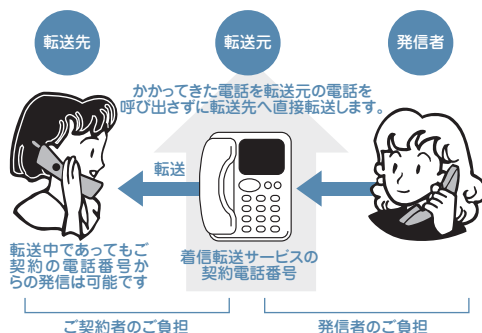 転送先
転送元
発信者
かかってきた電話を転送元の電話を
呼び出さずに転送先へ直接転送します。
転送
転送中であってもご
契約の電話番号か
らの発信は可能です
着信転送サービスの
契約電話番号
ご契約者のご負担
発信者のご負担